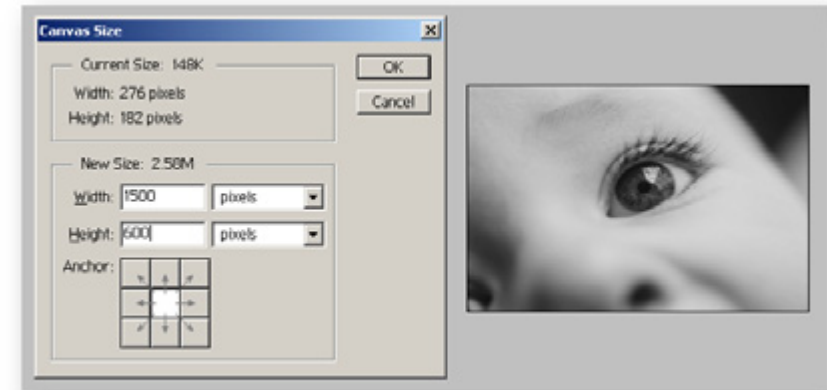 Canvas Size
Current Size: 148K
Width: 276 pixels
Height: 182 pixels
OK
Cancel
New Size: 2.58M
Width: 1500 pixels
Height: 600 pixels
Anchor: